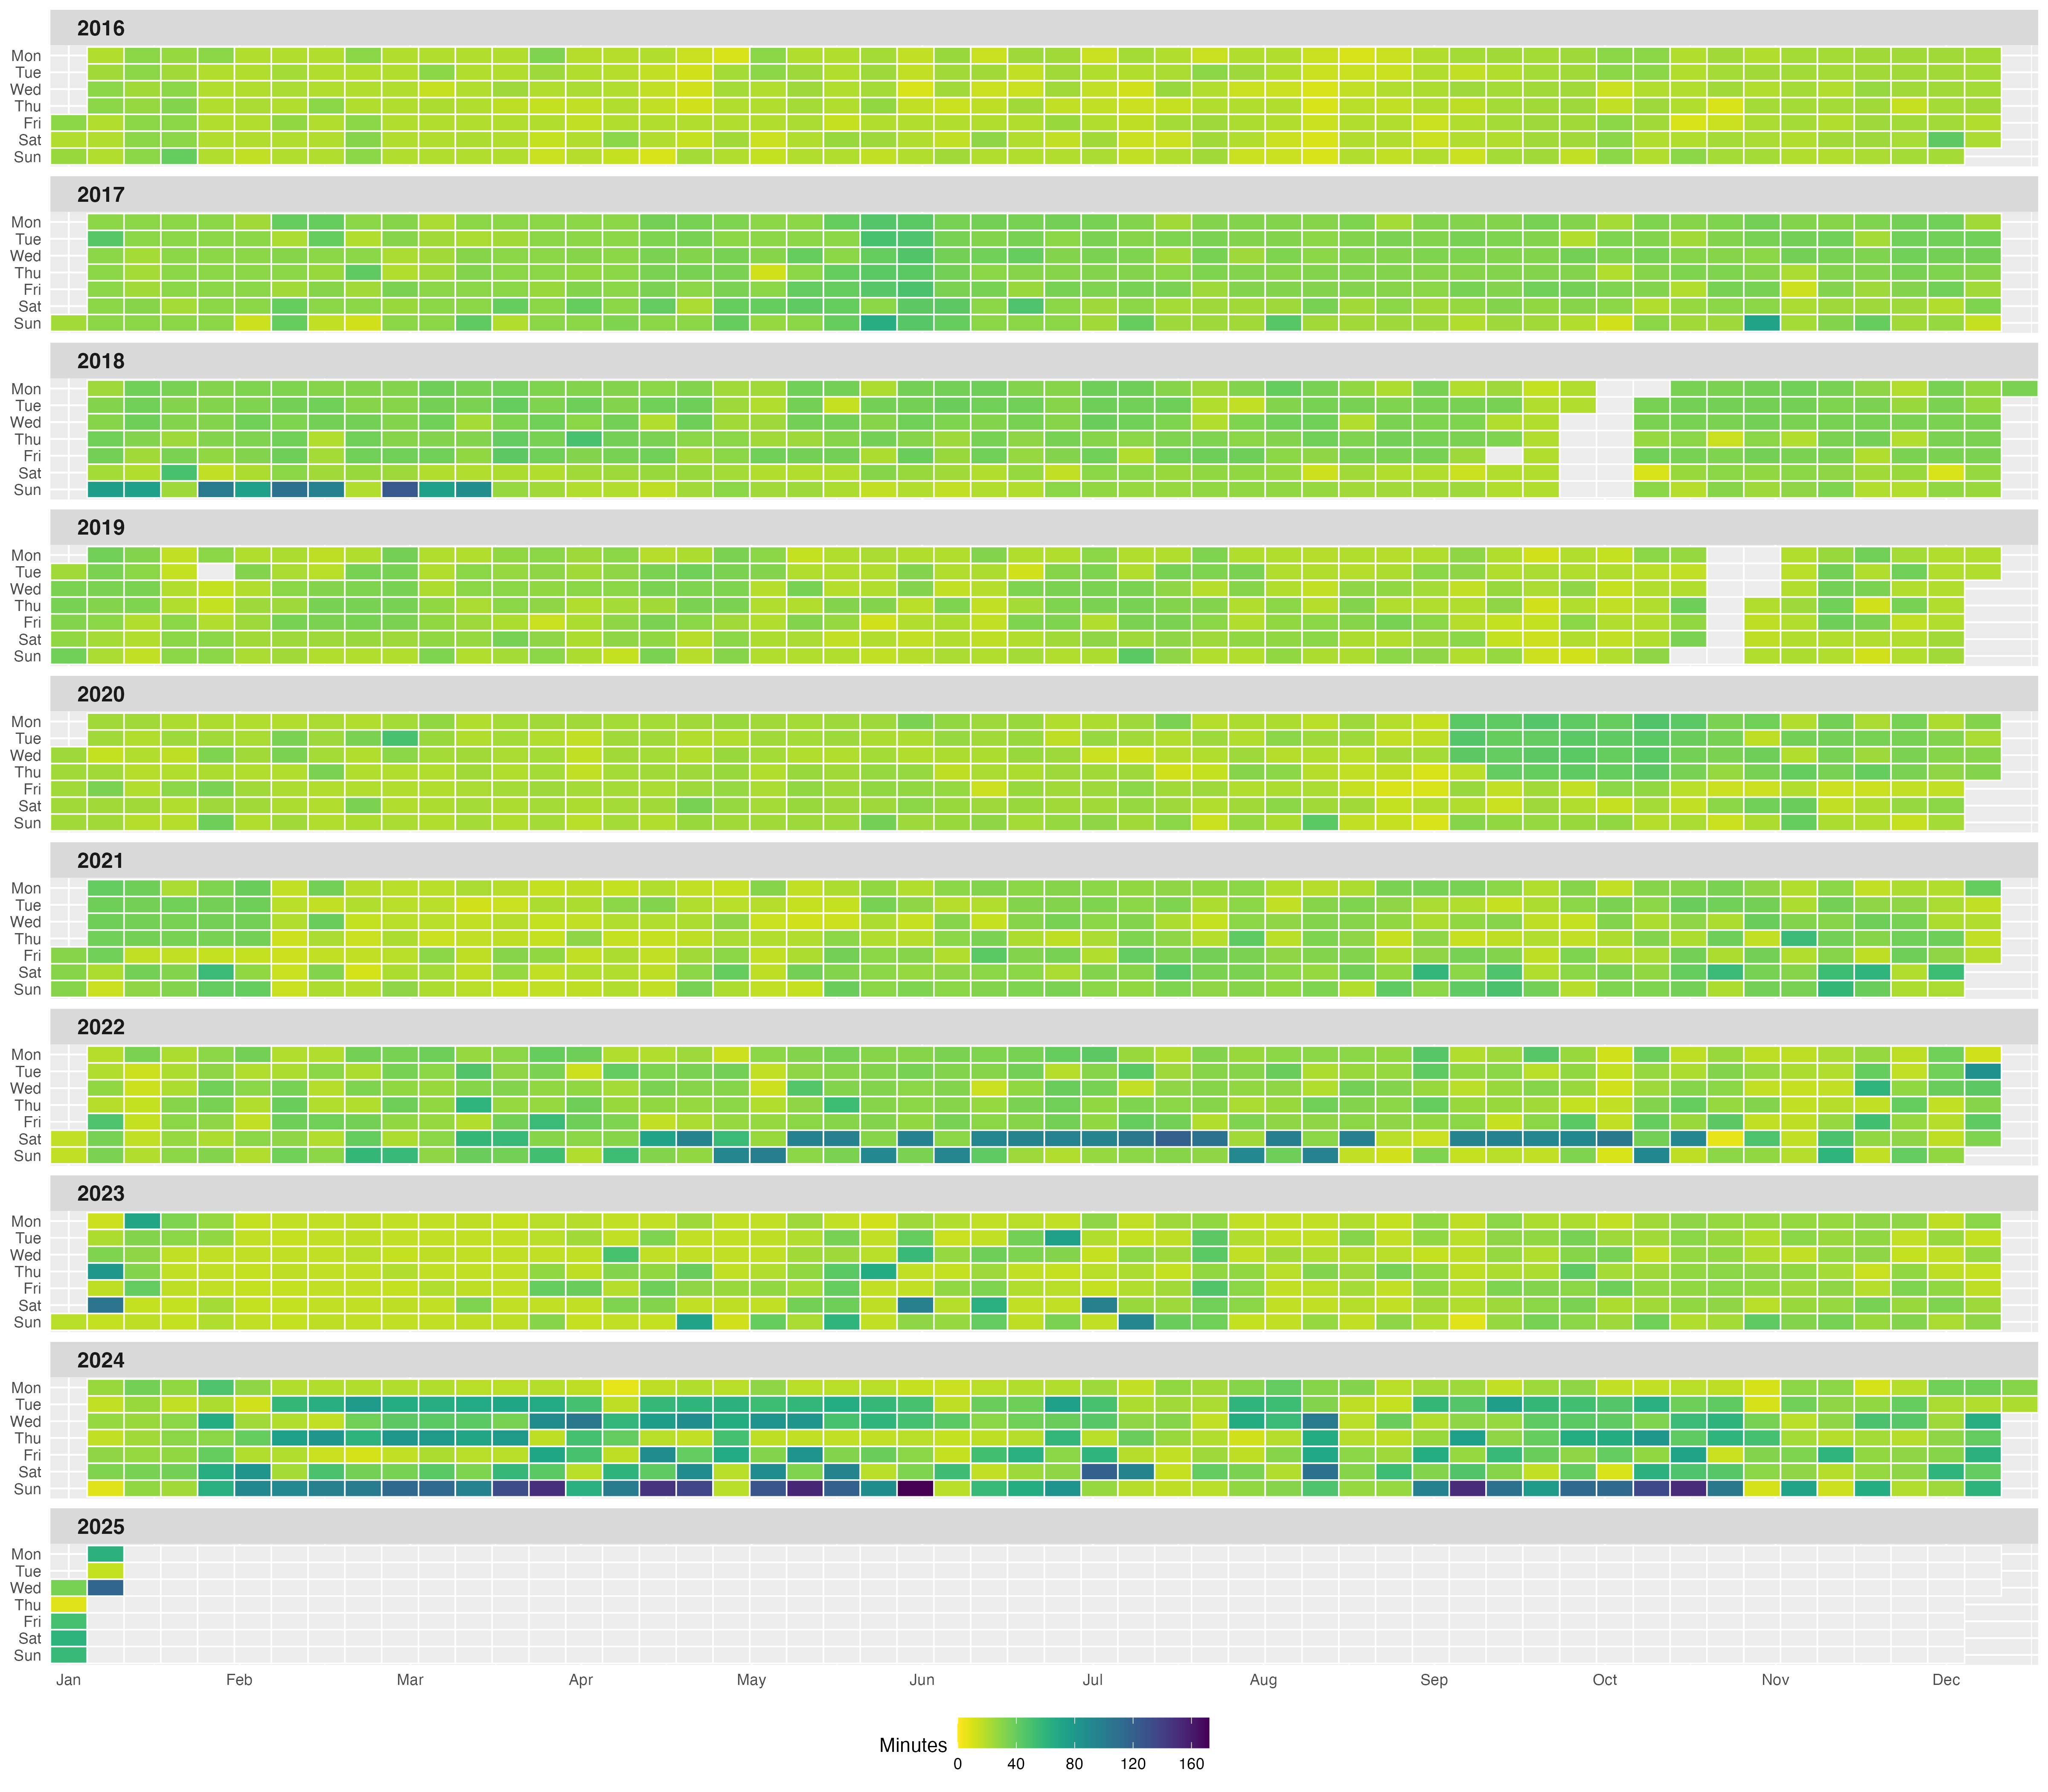 2016
Mon
Tue
Wed
Thu
Fri
Sat
Sun
2017
Mon
Tue
Wed
Thu
Fri
Sat
Sun
2018
Mon
Tue
Wed
Thu
Fri
Sat
Sun
2019
Mon
Tue
Wed
Thu
Fri
Sat
Sun
2020
Mon
Tue
Wed
Thu
Fri
Sat
Sun
2021
Mon
Tue
Wed
Thu
Fri
Sat
Sun
2022
Mon
Tue
Wed
Thu
Fri
Sat
Sun
2023
Mon
Tue
Wed
Thu
Fri
Sat
Sun
2024
Mon
Tue
Wed
Thu
Fri
Sat
Sun
2025
Mon
Tue
Wed
Thu
Fri
Sat
Sun
Jan Feb Mar Apr May Jun Jul Aug Sep Oct Nov Dec
Minutes
0 40 80 120 160